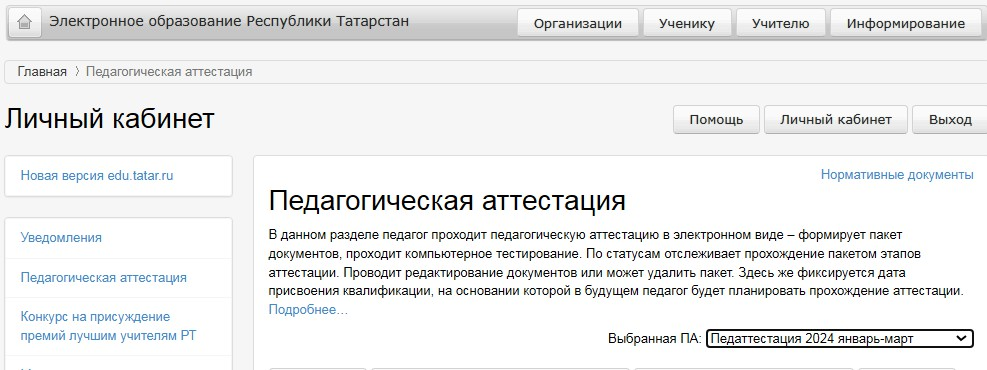 Электронное образование Республики Татарстан
Организации
Ученику
Учителю
Информирование
Главная 〉 Педагогическая аттестация
Личный кабинет
Помощь
Личный кабинет
Выход
Новая версия edu.tatar.ru
Уведомления
Педагогическая аттестация
Конкурс на присуждение
премий лучшим учителям РТ
Нормативные документы
Педагогическая аттестация
В данном разделе педагог проходит педагогическую аттестацию в электронном виде – формирует пакет
документов, проходит компьютерное тестирование. По статусам отслеживает прохождение пакетом этапов
аттестации. Проводит редактирование документов или может удалить пакет. Здесь же фиксируется дата
присвоения квалификации, на основании которой в будущем педагог будет планировать прохождение аттестации.
Подробнее…
Выбранная ПА: Педаттестация 2024 январь-март